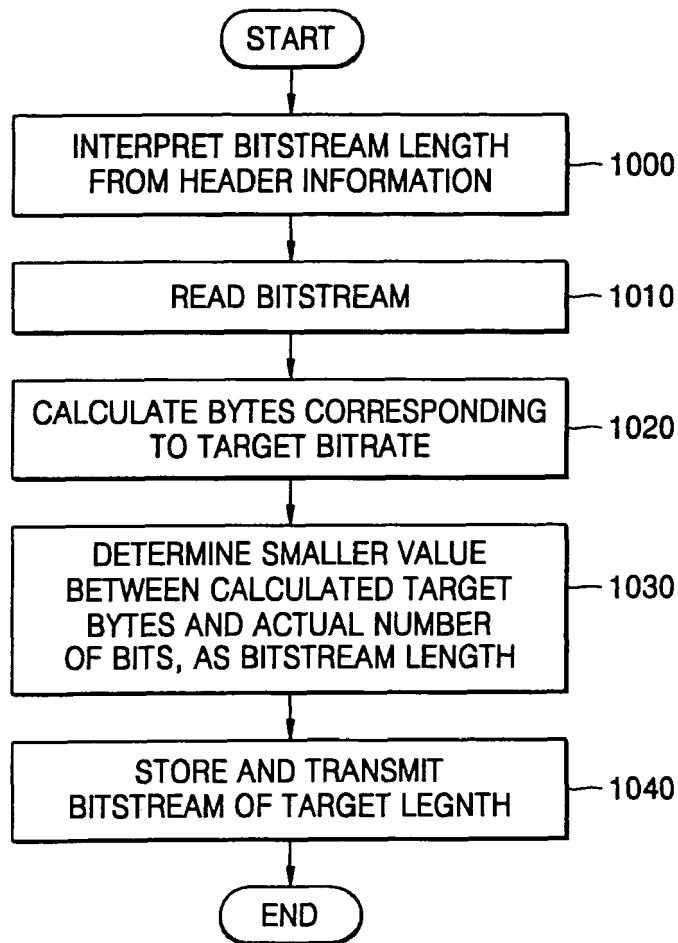 START
INTERPRET BITSTREAM LENGTH
FROM HEADER INFORMATION
1000
READ BITSTREAM
1010
CALCULATE BYTES CORRESPONDING
TO TARGET BITRATE
1020
DETERMINE SMALLER VALUE
BETWEEN CALCULATED TARGET
BYTES AND ACTUAL NUMBER
OF BITS, AS BITSTREAM LENGTH
1030
STORE AND TRANSMIT
BITSTREAM OF TARGET LEGNTH
1040
END